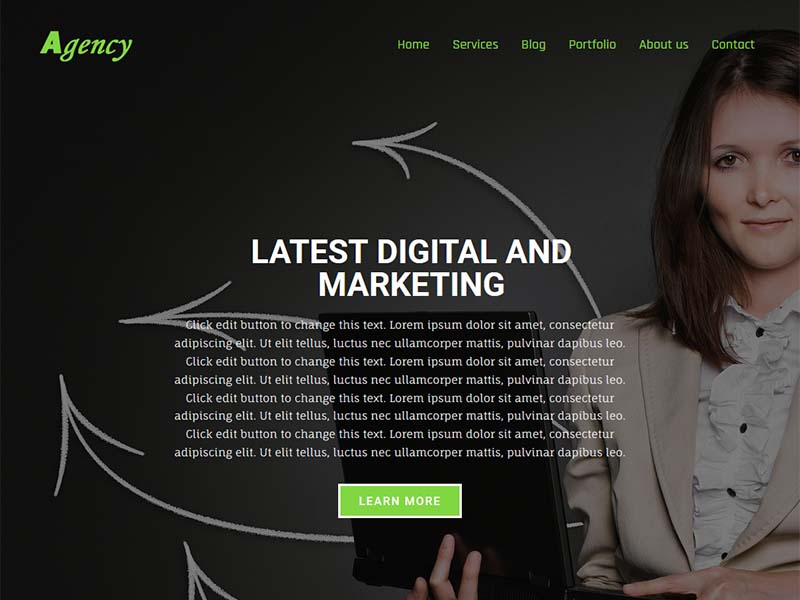 Agency
Home Services Blog Portfolio About us Contact
LATEST DIGITAL AND
MARKETING
Click edit button to change this text. Lorem ipsum dolor sit amet, consectetur
adipiscing elit. Ut elit tellus, luctus nec ullamcorper mattis, pulvinar dapibus leo.
Click edit button to change this text. Lorem ipsum dolor sit amet, consectetur
adipiscing elit. Ut elit tellus, luctus nec ullamcorper mattis, pulvinar dapibus leo.
Click edit button to change this text. Lorem ipsum dolor sit amet, consectetur
adipiscing elit. Ut elit tellus, luctus nec ullamcorper mattis, pulvinar dapibus leo.
Click edit button to change this text. Lorem ipsum dolor sit amet, consectetur
adipiscing elit. Ut elit tellus, luctus nec ullamcorper mattis, pulvinar dapibus leo.
LEARN MORE